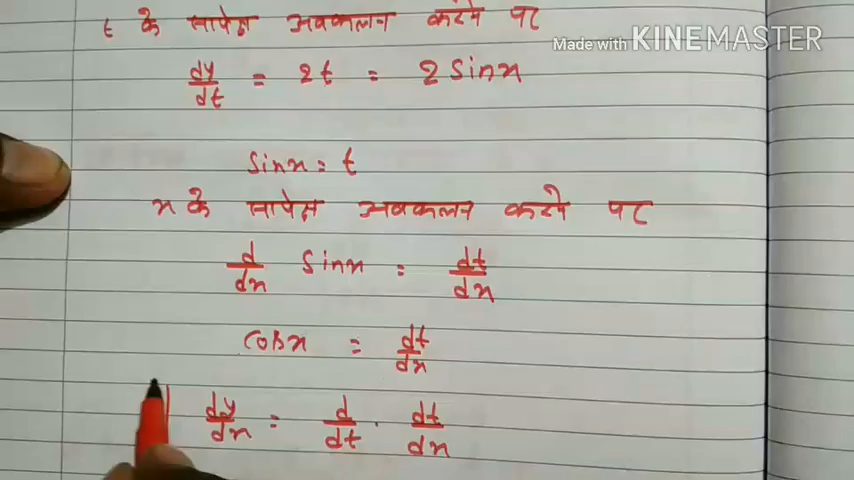 t के सापेक्ष अवकलन करने पर
Made with KINEMASTER
dy/dt = 2t = 2 Sinx
Sinx = t
x के सापेक्ष अवकलन करने पर
d/dx Sinx = dt/dx
cosx = dt/dx
dy/dx = d/dt . dt/dx